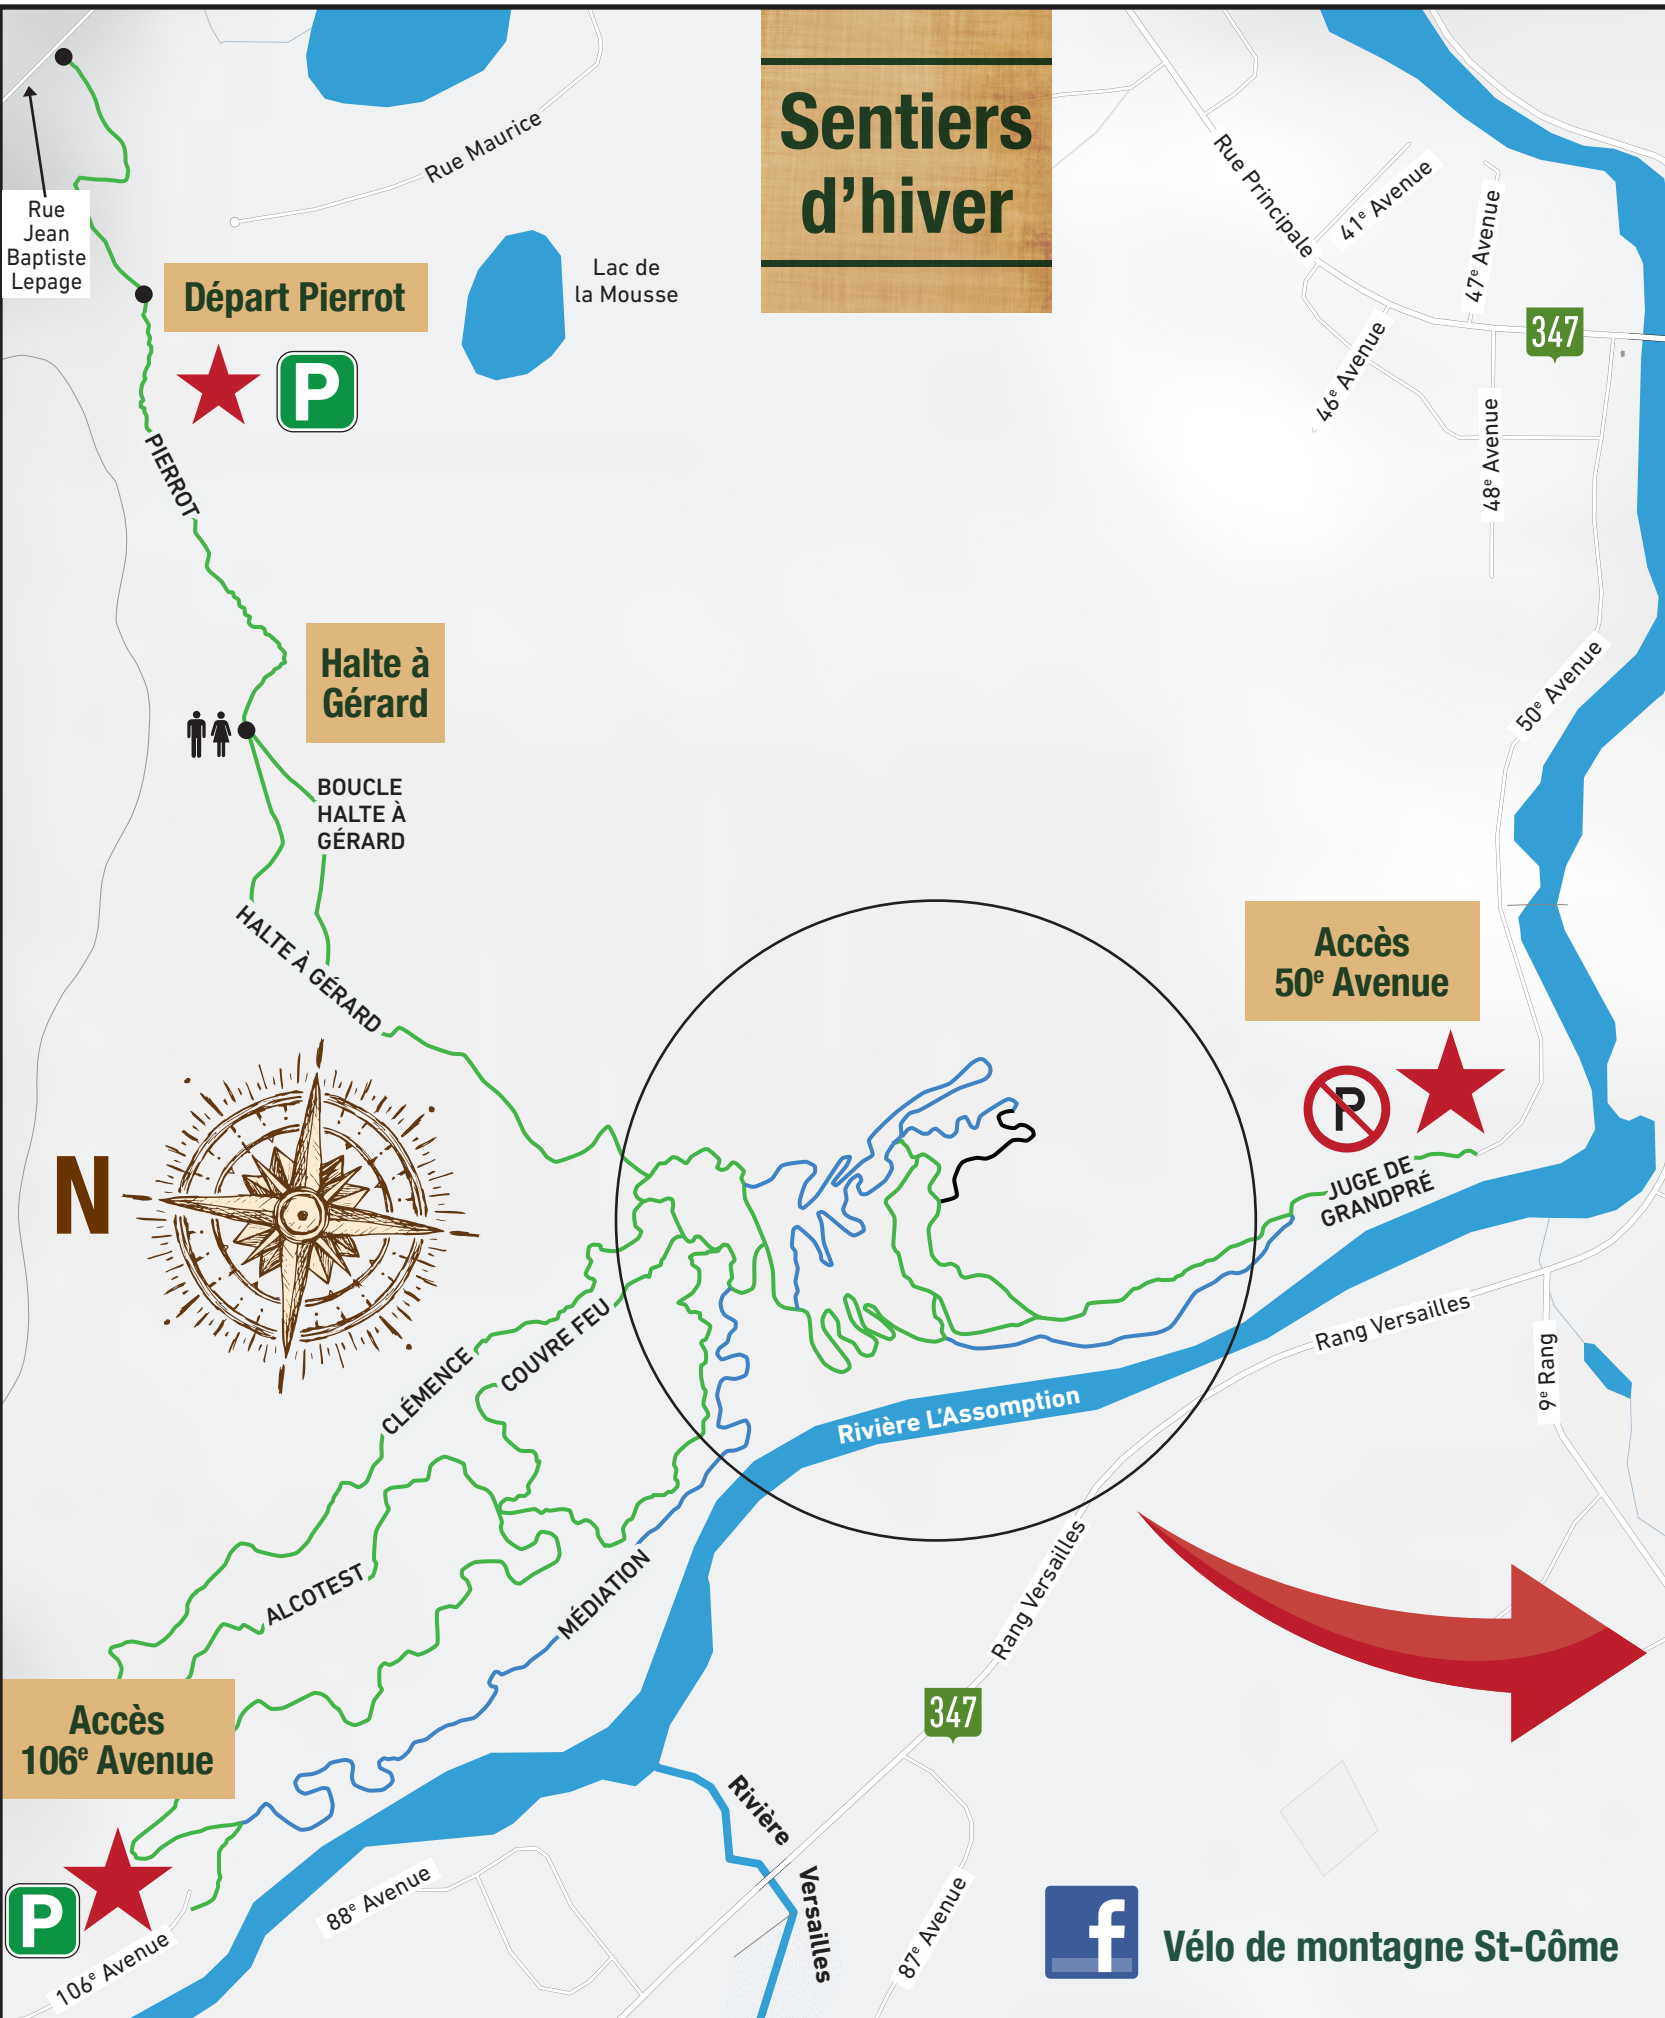 Sentiers
d'hiver
Rue Maurice
Rue
Jean
Baptiste
Lepage
Départ Pierrot
P
Lac de
la Mousse
Rue Principale
41e Avenue
47e Avenue
347
46e Avenue
48e Avenue
PIERROT
Halte à
Gérard
50e Avenue
BOUCLE
HALTE À
GÉRARD
HALTE À GÉRARD
Accès
50e Avenue
P
N
JUGE DE
GRANDPRÉ
CLÉMENCE
COUVRE FEU
Rivière L'Assomption
Rang Versailles
9e Rang
ALCOTEST
MÉDIATION
Rang Versailles
Accès
106e Avenue
347
Rivière
Versailles
P
88e Avenue
87e Avenue
106e Avenue
f
Vélo de montagne St-Côme